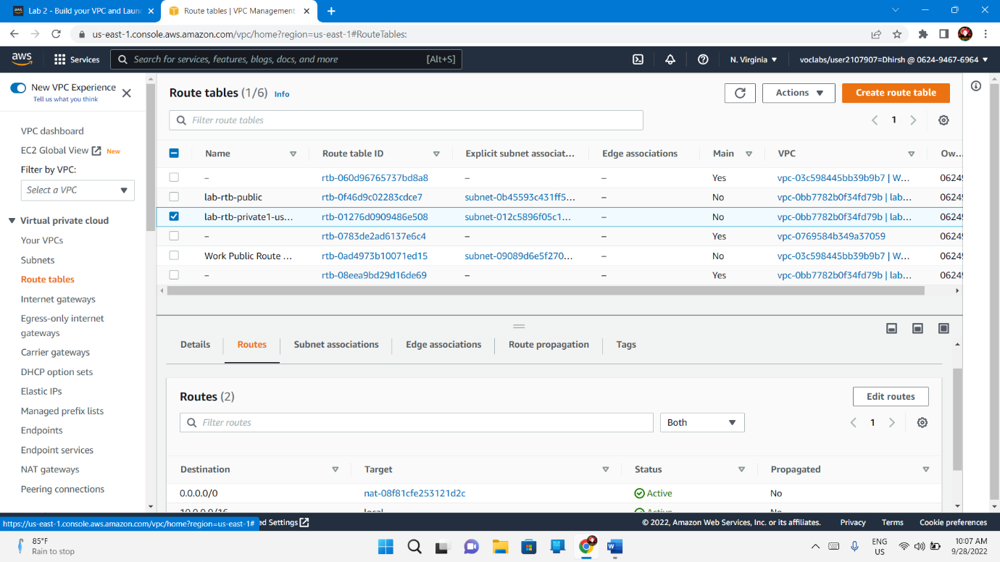 Lab 2 - Build your VPC and Laun
Route tables | VPC Management
us-east-1.console.aws.amazon.com/vpc/home?region=us-east-1#RouteTables:
aws
Services
Search for services, features, blogs, docs, and more
[Alt+S]
N. Virginia
voclabs/user2107907=Dhirsh @ 0624-9467-6964
New VPC Experience
Tell us what you think
VPC dashboard
EC2 Global View New
Filter by VPC:
Select a VPC
Virtual private cloud
Your VPCs
Subnets
Route tables
Internet gateways
Egress-only internet
gateways
Carrier gateways
DHCP option sets
Elastic IPs
Managed prefix lists
Endpoints
Endpoint services
NAT gateways
Peering connections
Route tables (1/6) Info
Actions
Create route table
Filter route tables
1
Name Route table ID Explicit subnet associat... Edge associations Main VPC Ow...
– rtb-060d96765737bd8a8 – – Yes vpc-03c598445bb39b9b7 | W... 0624
lab-rtb-public rtb-0f46d9c02283cdce7 subnet-0b45593c431ff5... – No vpc-0bb7782b0f34fd79b | lab... 0624
lab-rtb-private1-us... rtb-01276d0909486e508 subnet-012c5896f05c1... – No vpc-0bb7782b0f34fd79b | lab... 0624
– rtb-0783de2ad6137e6c4 – – Yes vpc-0769584b349a37059 0624
Work Public Route ... rtb-0ad4973b10071ed15 subnet-09089d6e5f270... – No vpc-03c598445bb39b9b7 | W... 0624
– rtb-08eea9bd29d16de69 – – Yes vpc-0bb7782b0f34fd79b | lab... 0624
Details Routes Subnet associations Edge associations Route propagation Tags
Routes (2)
Edit routes
Filter routes
Both
1
Destination Target Status Propagated
0.0.0.0/0 nat-08f81cfe253121d2c Active No
10.0.0.0/16 local Active No
https://us-east-1.console.aws.amazon.com/vpc/home?region=us-east-1#
ed Settings
© 2022, Amazon Web Services, Inc. or its affiliates. Privacy Terms Cookie preferences
85°F
Rain to stop
ENG
US
10:07 AM
9/28/2022